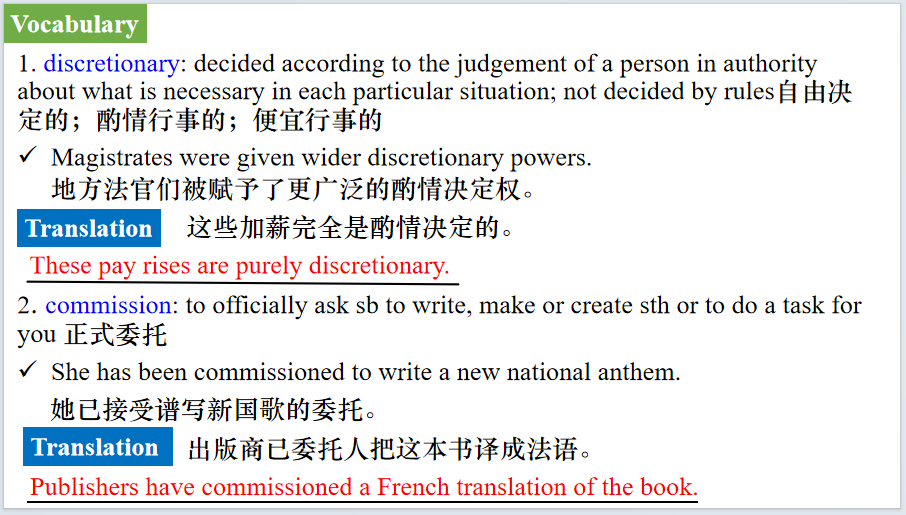 Vocabulary
1. discretionary: decided according to the judgement of a person in authority
about what is necessary in each particular situation; not decided by rules自由决
定的；酌情行事的；便宜行事的
✓ Magistrates were given wider discretionary powers.
地方法官们被赋予了更广泛的酌情决定权。
Translation 这些加薪完全是酌情决定的。
These pay rises are purely discretionary.
2. commission: to officially ask sb to write, make or create sth or to do a task for
you 正式委托
✓ She has been commissioned to write a new national anthem.
她已接受谱写新国歌的委托。
Translation 出版商已委托人把这本书译成法语。
Publishers have commissioned a French translation of the book.